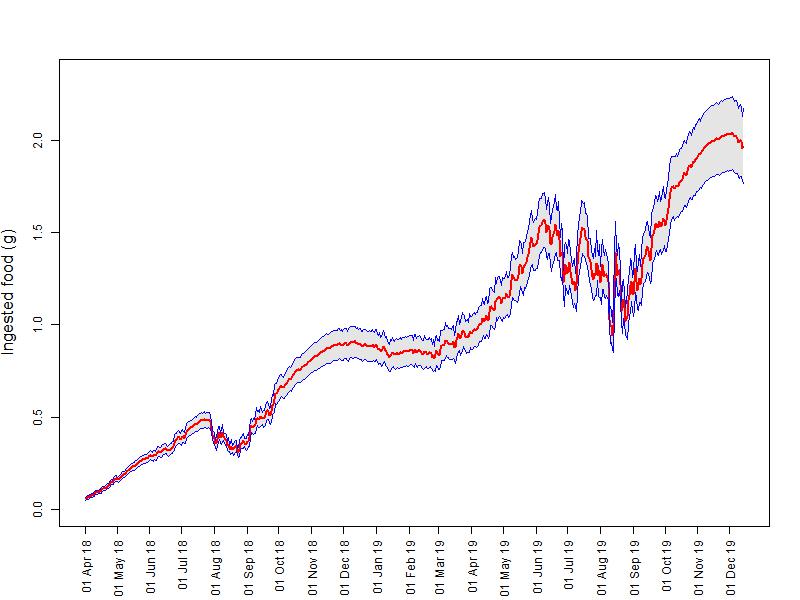 Ingested food (g)
2.0
1.5
1.0
0.5
0.0
01 Apr 18
01 May 18
01 Jun 18
01 Jul 18
01 Aug 18
01 Sep 18
01 Oct 18
01 Nov 18
01 Dec 18
01 Jan 19
01 Feb 19
01 Mar 19
01 Apr 19
01 May 19
01 Jun 19
01 Jul 19
01 Aug 19
01 Sep 19
01 Oct 19
01 Nov 19
01 Dec 19